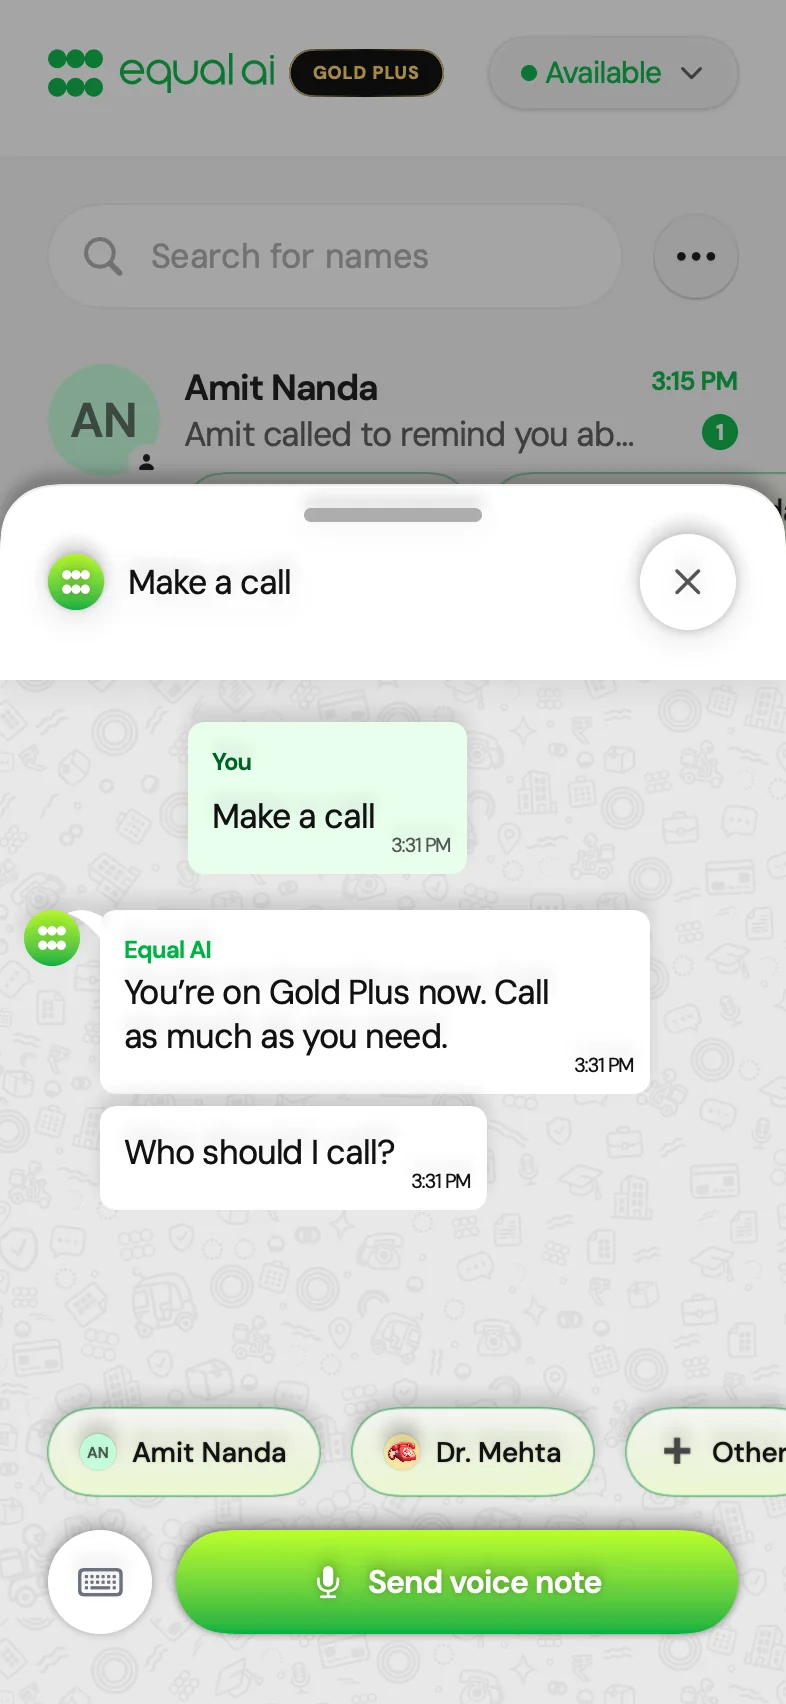 equal ai GOLD PLUS Available
Search for names
AN Amit Nanda 3:15 PM
Amit called to remind you ab... 1
Make a call
You
Make a call
3:31 PM
Equal AI
You're on Gold Plus now. Call
as much as you need.
3:31 PM
Who should I call?
3:31 PM
AN Amit Nanda Dr. Mehta Other
Send voice note